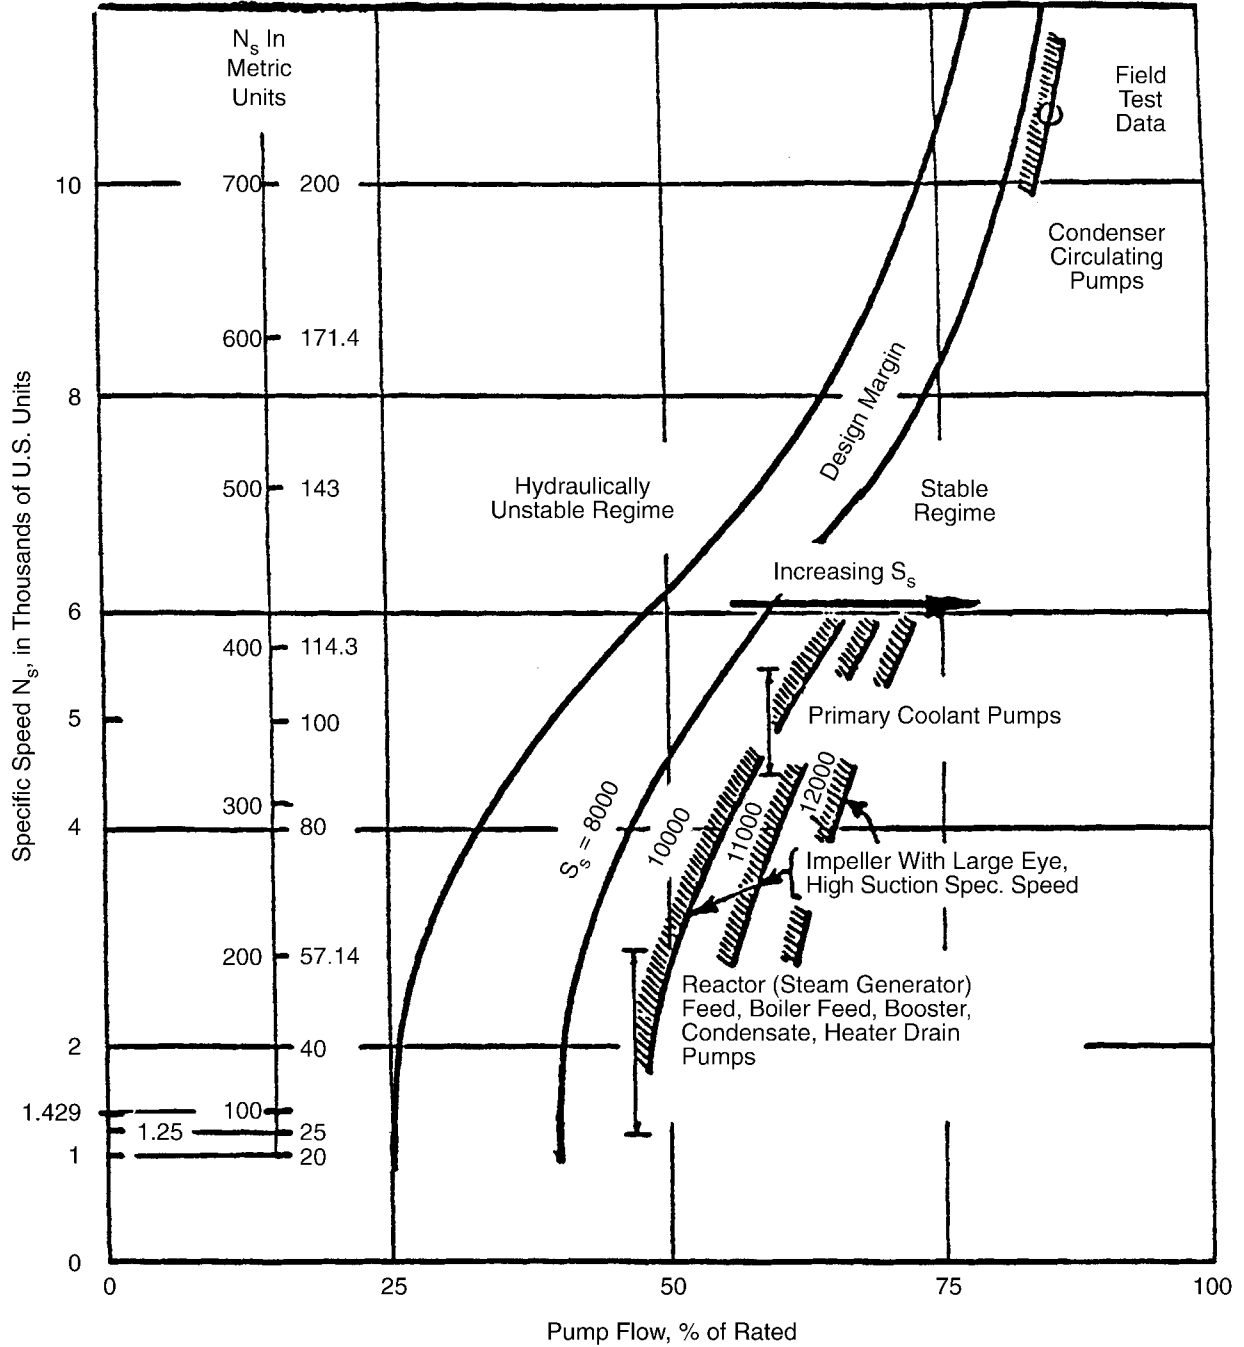 N_s In
Metric
Units
Field
Test
Data
10
700
200
Condenser
Circulating
Pumps
600
171.4
8
Design Margin
Hydraulically
Unstable Regime
500
143
Stable
Regime
Increasing S_s
6
400
114.3
5
100
Primary Coolant Pumps
300
4
80
S_s = 8000
10000
11000
12000
Impeller With Large Eye,
High Suction Spec. Speed
200
57.14
Reactor (Steam Generator)
Feed, Boiler Feed, Booster,
Condensate, Heater Drain
Pumps
2
40
1.429
100
1.25
25
1
20
0
0
25
50
75
100
Specific Speed N_s, in Thousands of U.S. Units
Pump Flow, % of Rated